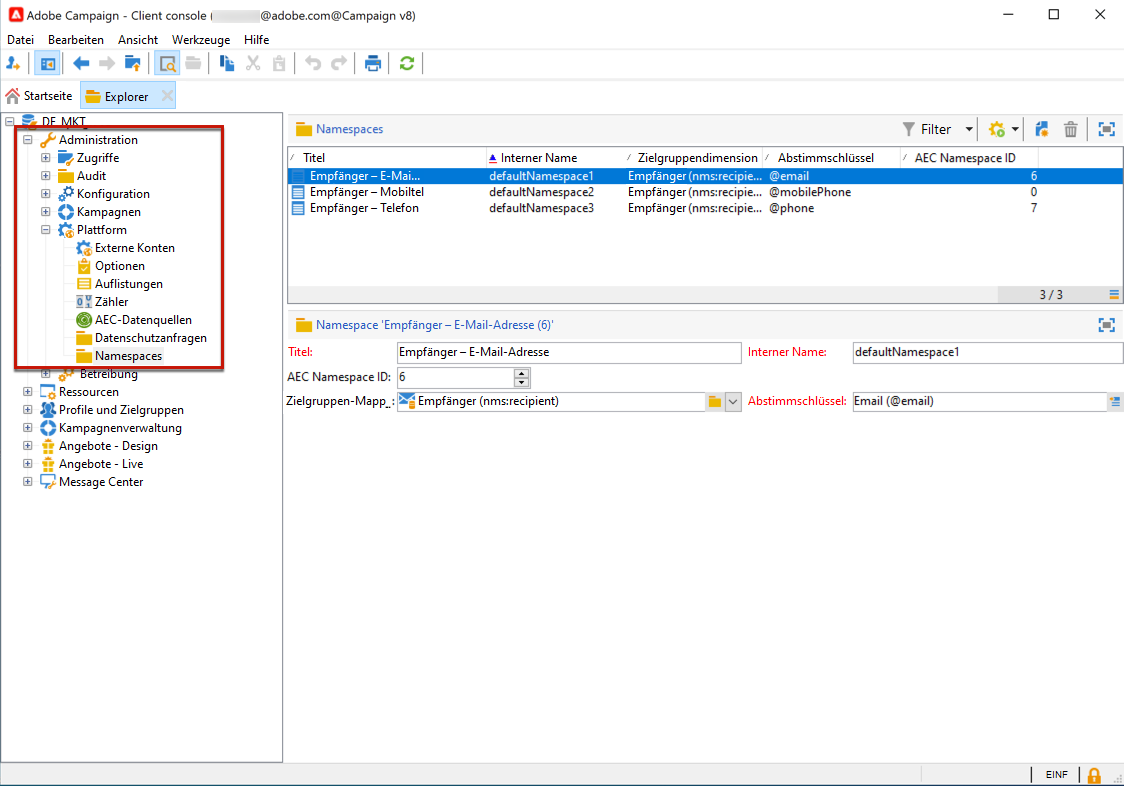 Adobe Campaign - Client console (@adobe.com@Campaign v8)
Datei Bearbeiten Ansicht Werkzeuge Hilfe
Startseite Explorer
DE_MKT
Administration
Zugriffe
Audit
Konfiguration
Kampagnen
Plattform
Externe Konten
Optionen
Auflistungen
Zähler
AEC-Datenquellen
Datenschutzanfragen
Namespaces
Betreibung
Ressourcen
Profile und Zielgruppen
Kampagnenverwaltung
Angebote - Design
Angebote - Live
Message Center
Namespaces Filter
Titel Interner Name Zielgruppendimension Abstimmschlüssel AEC Namespace ID
Empfänger – E-Mai... defaultNamespace1 Empfänger (nms:recipie... @email 6
Empfänger – Mobiltel defaultNamespace2 Empfänger (nms:recipie... @mobilePhone 0
Empfänger – Telefon defaultNamespace3 Empfänger (nms:recipie... @phone 7
3 / 3
Namespace 'Empfänger – E-Mail-Adresse (6)'
Titel: Empfänger – E-Mail-Adresse Interner Name: defaultNamespace1
AEC Namespace ID: 6
Zielgruppen-Mapp_: Empfänger (nms:recipient) Abstimmschlüssel: Email (@email)
EINF